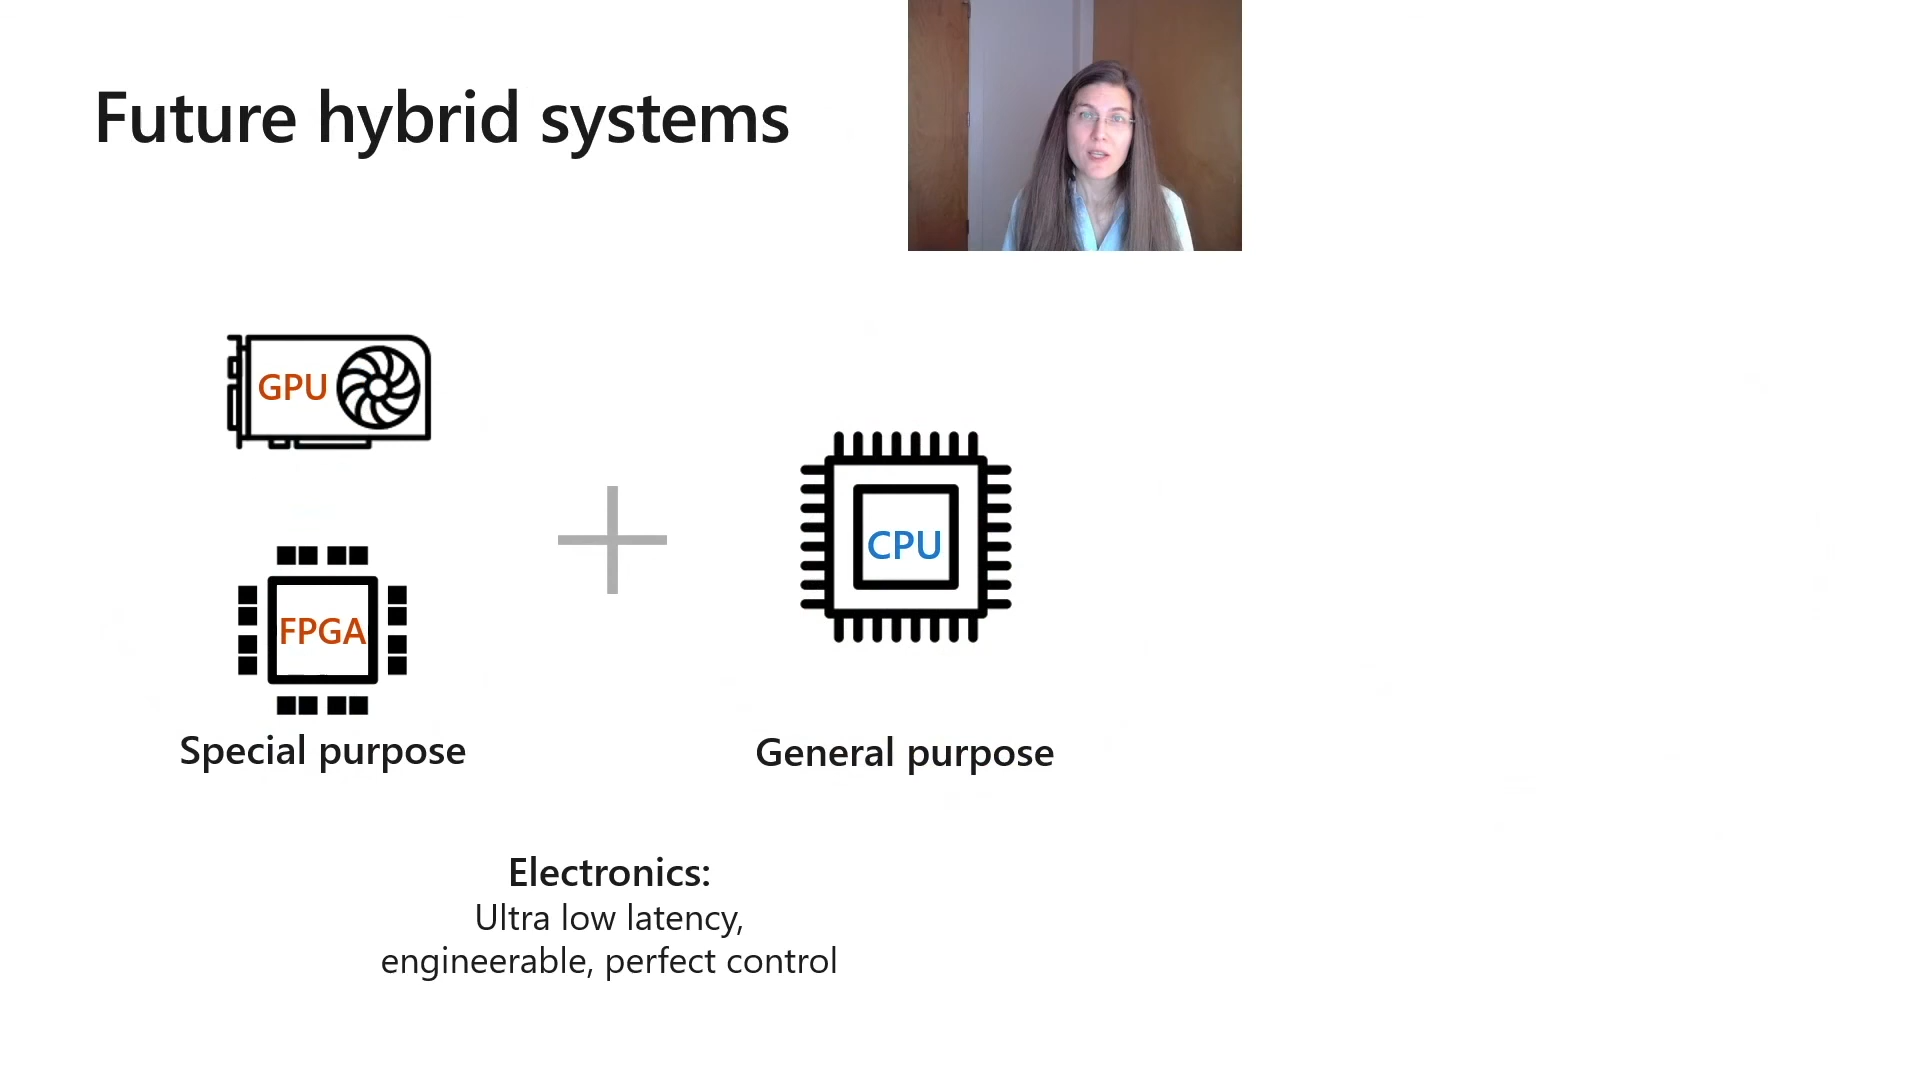 Future hybrid systems
GPU
FPGA
CPU
Special purpose
General purpose
Electronics:
Ultra low latency,
engineerable, perfect control